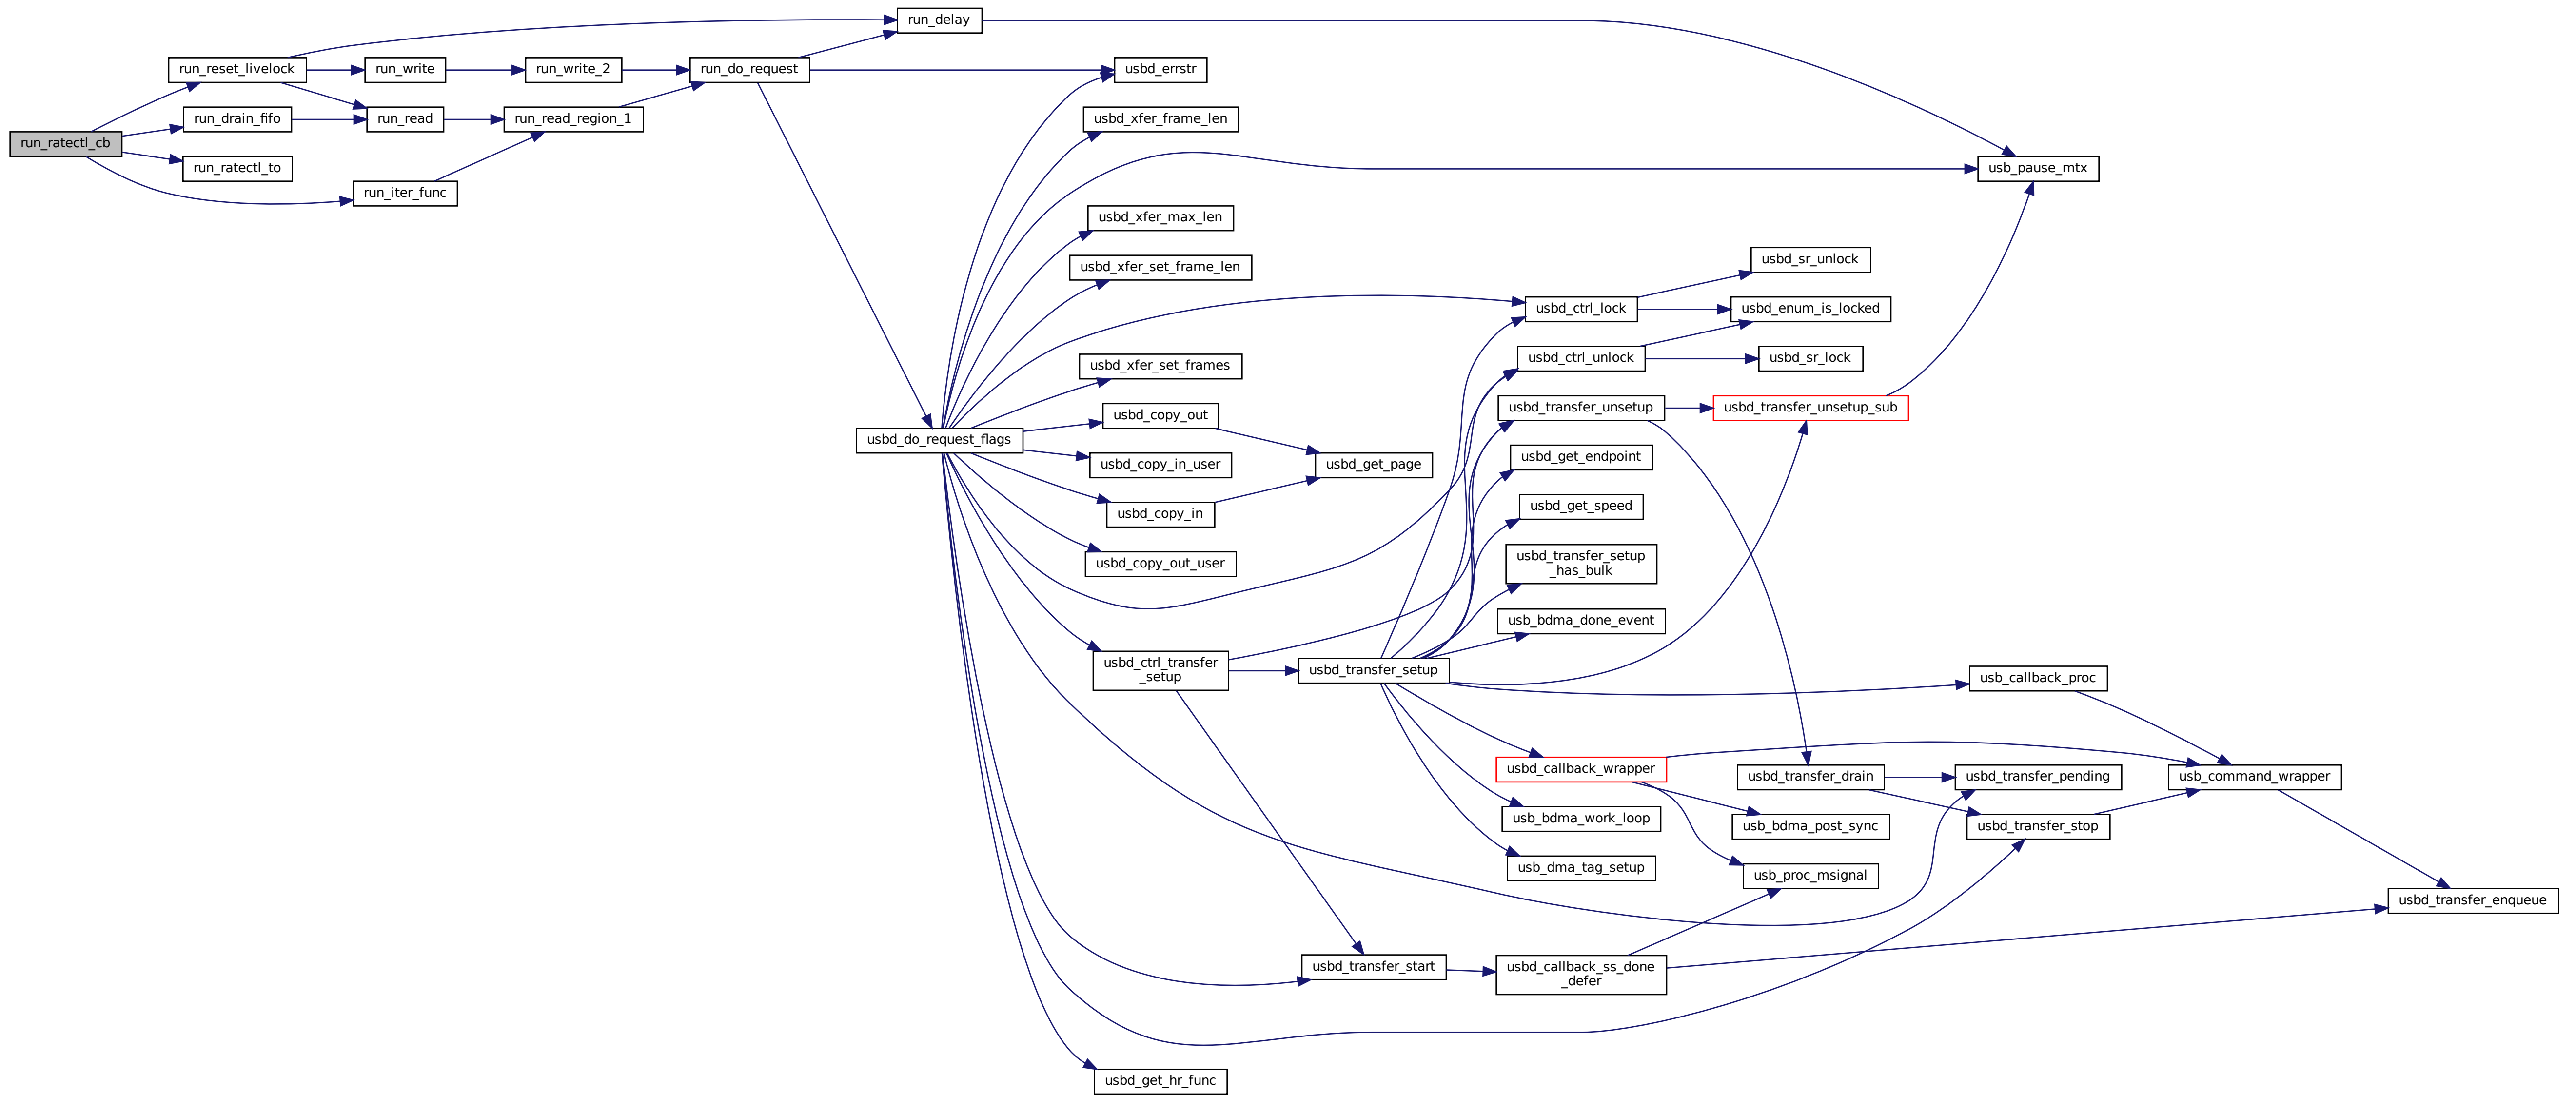 run_ratectl_cb
run_reset_livelock
run_drain_fifo
run_ratectl_to
run_write
run_read
run_iter_func
run_write_2
run_read_region_1
run_do_request
run_delay
usbd_do_request_flags
usbd_errstr
usbd_xfer_frame_len
usbd_xfer_max_len
usbd_xfer_set_frame_len
usbd_xfer_set_frames
usbd_copy_out
usbd_copy_in_user
usbd_copy_in
usbd_copy_out_user
usbd_ctrl_transfer
_setup
usbd_get_hr_func
usbd_get_page
usbd_transfer_setup
usbd_transfer_start
usbd_ctrl_lock
usbd_ctrl_unlock
usbd_transfer_unsetup
usbd_get_endpoint
usbd_get_speed
usbd_transfer_setup
_has_bulk
usb_bdma_done_event
usbd_callback_wrapper
usb_bdma_work_loop
usb_dma_tag_setup
usbd_callback_ss_done
_defer
usbd_sr_unlock
usbd_enum_is_locked
usbd_sr_lock
usbd_transfer_unsetup_sub
usbd_transfer_drain
usb_bdma_post_sync
usb_proc_msignal
usb_pause_mtx
usb_callback_proc
usbd_transfer_pending
usbd_transfer_stop
usb_command_wrapper
usbd_transfer_enqueue